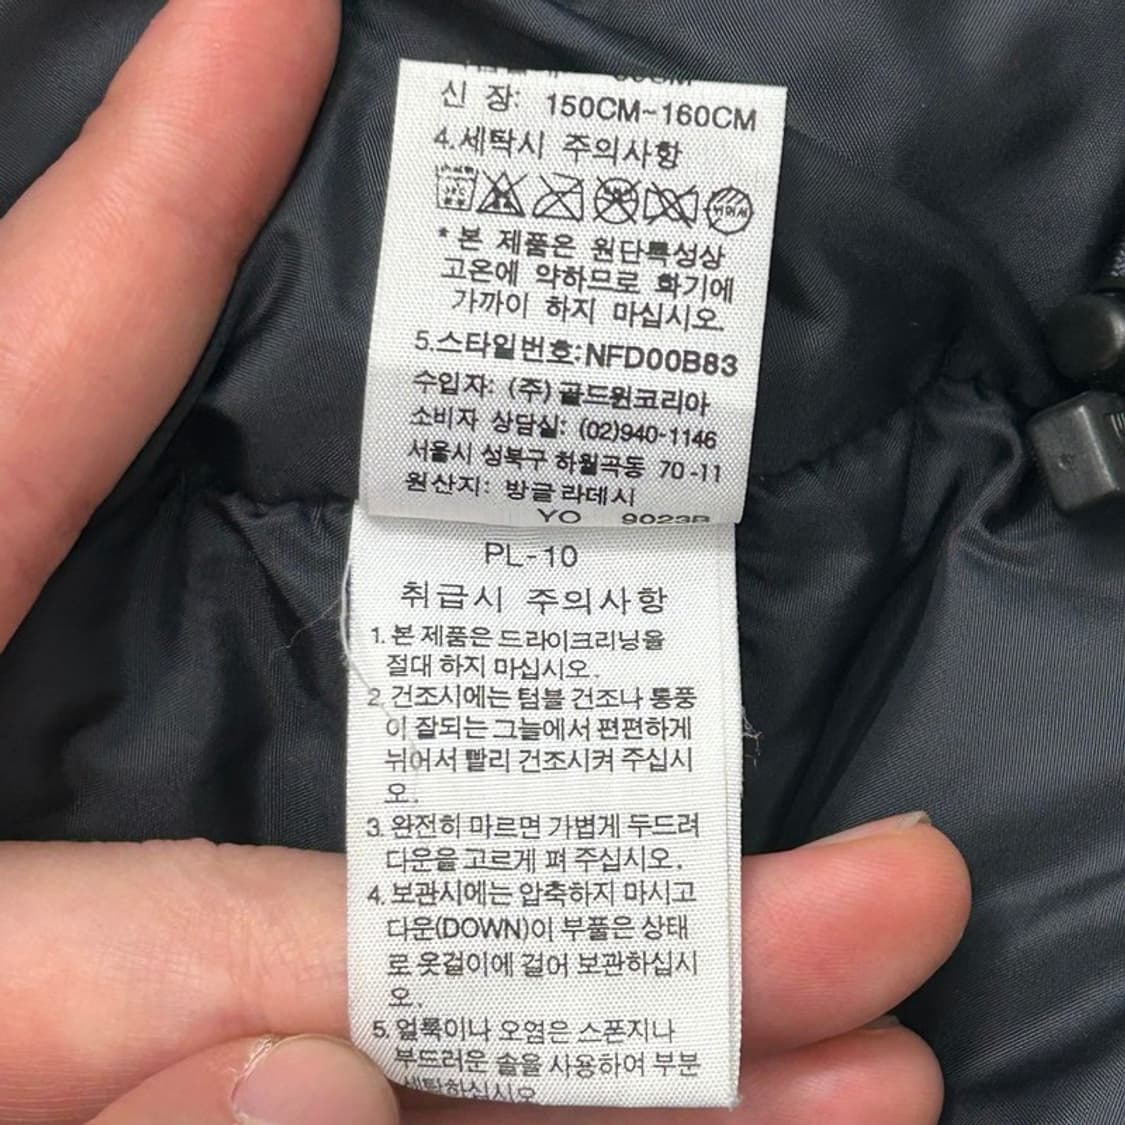 신 장: 150CM~160CM
4.세탁시 주의사항
* 본 제품은 원단특성상
고온에 약하므로 화기에
가까이 하지 마십시오.
5.스타일번호:NFD00B83
수입자: (주)골드윈코리아
소비자 상담실: (02)940-1146
서울시 성북구 하월곡동 70-11
원산지: 방글라데시
YO 9023B
PL-10
취급시 주의사항
1. 본 제품은 드라이크리닝을
절대 하지 마십시오.
2. 건조시에는 텀블 건조나 통풍
이 잘되는 그늘에서 편편하게
뉘어서 빨리 건조시켜 주십시
오.
3. 완전히 마르면 가볍게 두드려
다운을 고르게 펴 주십시오.
4. 보관시에는 압축하지 마시고
다운(DOWN)이 부풀은 상태
로 옷걸이에 걸어 보관하십시
오.
5. 얼룩이나 오염은 스폰지나
부드러운 솔을 사용하여 부분
세탁하십시오